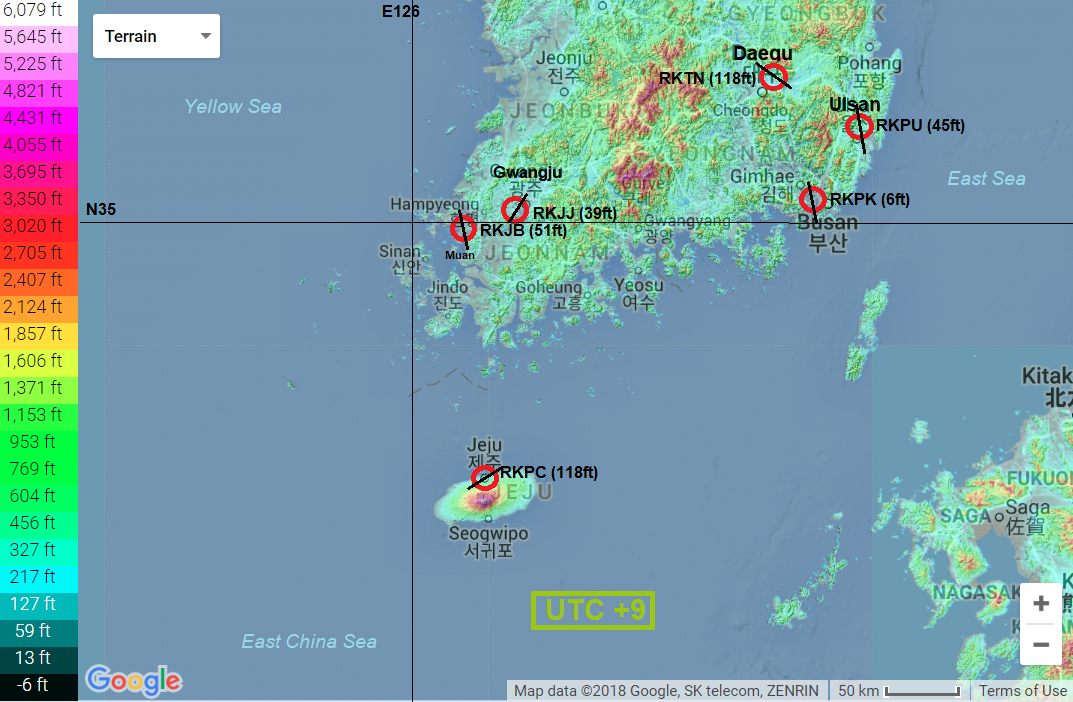 6,079 ft
5,645 ft
5,225 ft
4,821 ft
4,431 ft
4,055 ft
3,695 ft
3,350 ft
3,020 ft
2,705 ft
2,407 ft
2,124 ft
1,857 ft
1,606 ft
1,371 ft
1,153 ft
953 ft
769 ft
604 ft
456 ft
327 ft
217 ft
127 ft
59 ft
13 ft
-6 ft
Terrain
E126
GYEONGBUK
Jeonju
전주
Daegu
RKTN (118ft)
Pohang
포항
Yellow Sea
JEONBUK
Cheongdo
청도
Ulsan
RKPU (45ft)
Gwangju
광주
Gurye
구례
GYEONGNAM
Gimhae
김해
East Sea
Hampyeong
N35
RKJJ (39ft)
RKJB (51ft)
RKPK (6ft)
Gwangyang
광양
Busan
부산
Sinan
신안
Muan
JEONNAM
Jindo
진도
Goheung
고흥
Yeosu
여수
Kitak
Jeju
제주
RKPC (118ft)
JEJU
Seogwipo
서귀포
FUKUO
SAGA
Saga
佐賀
NAGASAK
UTC +9
East China Sea
Google
Map data ©2018 Google, SK telecom, ZENRIN
50 km
Terms of Use